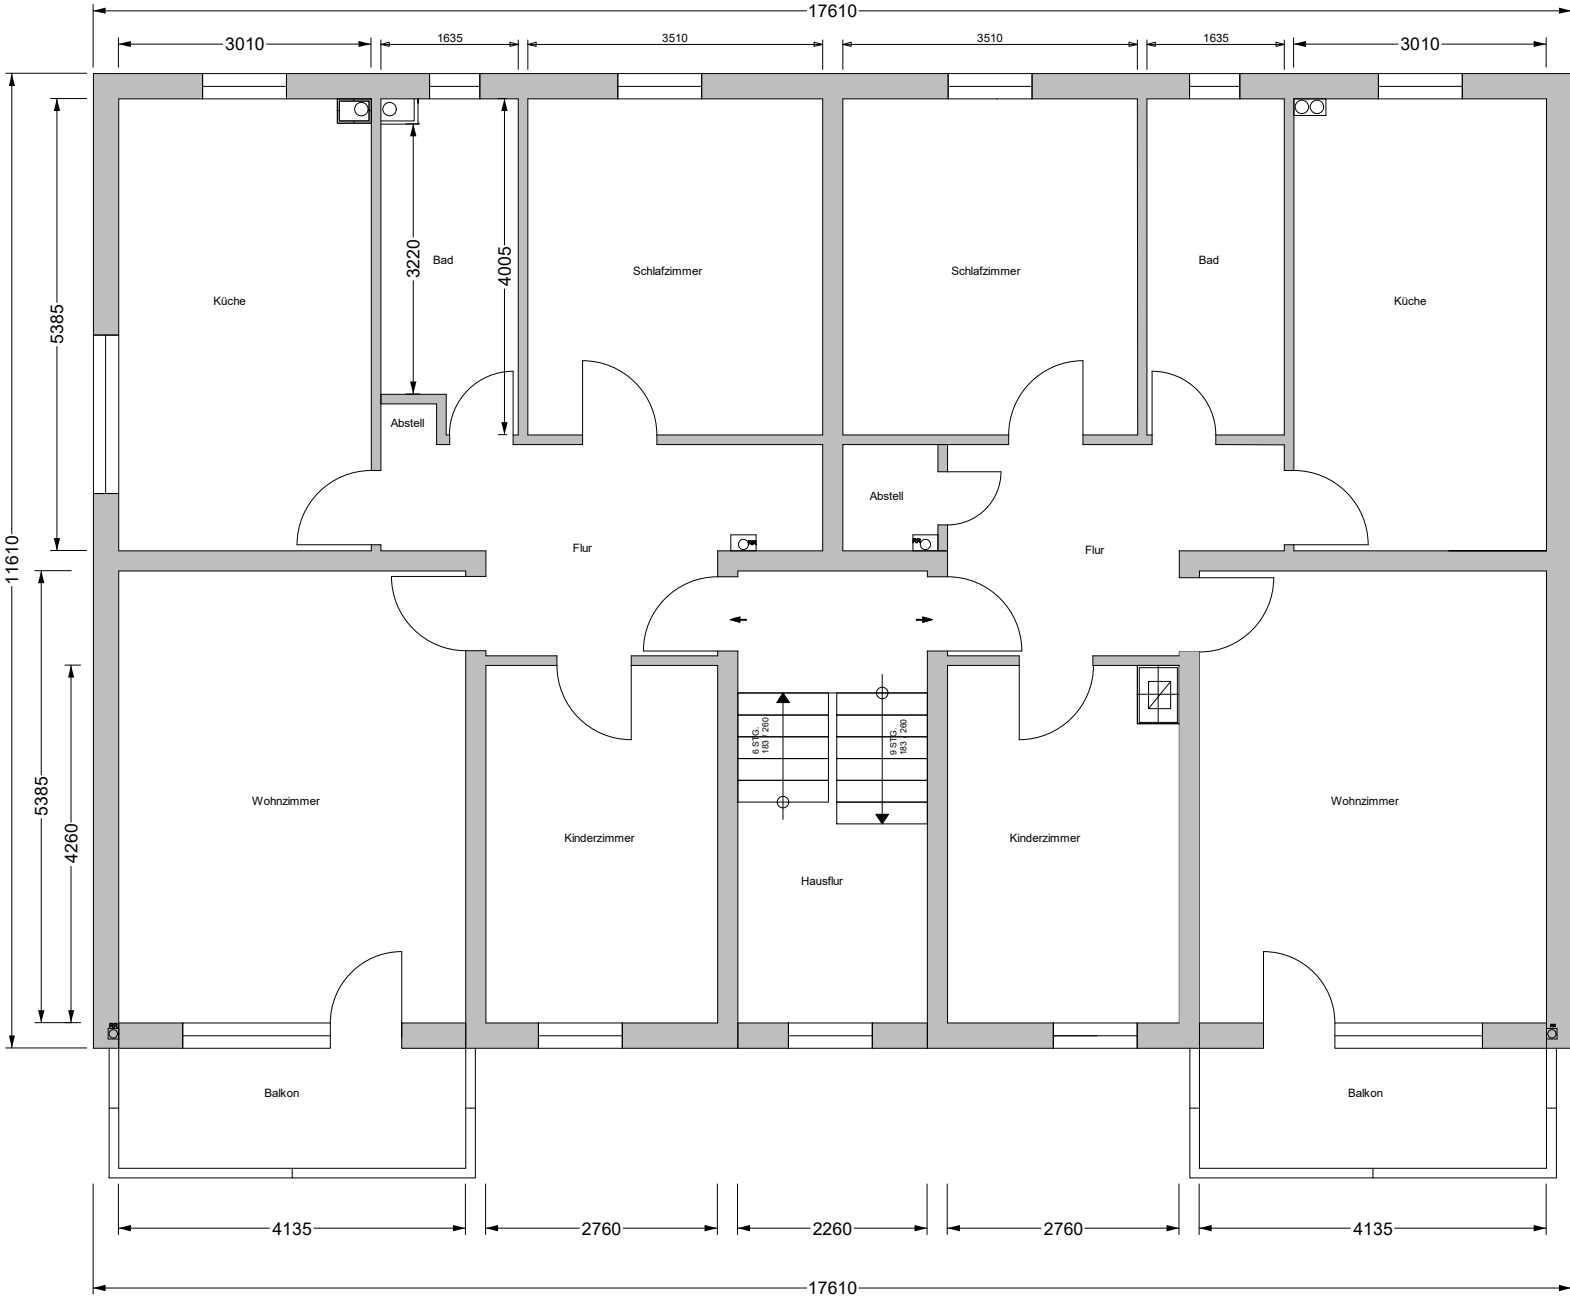 17610
3010
1635
3510
3510
1635
3010
11610
5385
3220
4005
Küche
Bad
Schlafzimmer
Schlafzimmer
Bad
Küche
Abstell
Abstell
Flur
Flur
5385
4260
6 STG.
183 / 260
9 STG.
183 / 260
Wohnzimmer
Kinderzimmer
Hausflur
Kinderzimmer
Wohnzimmer
Balkon
Balkon
4135
2760
2260
2760
4135
17610